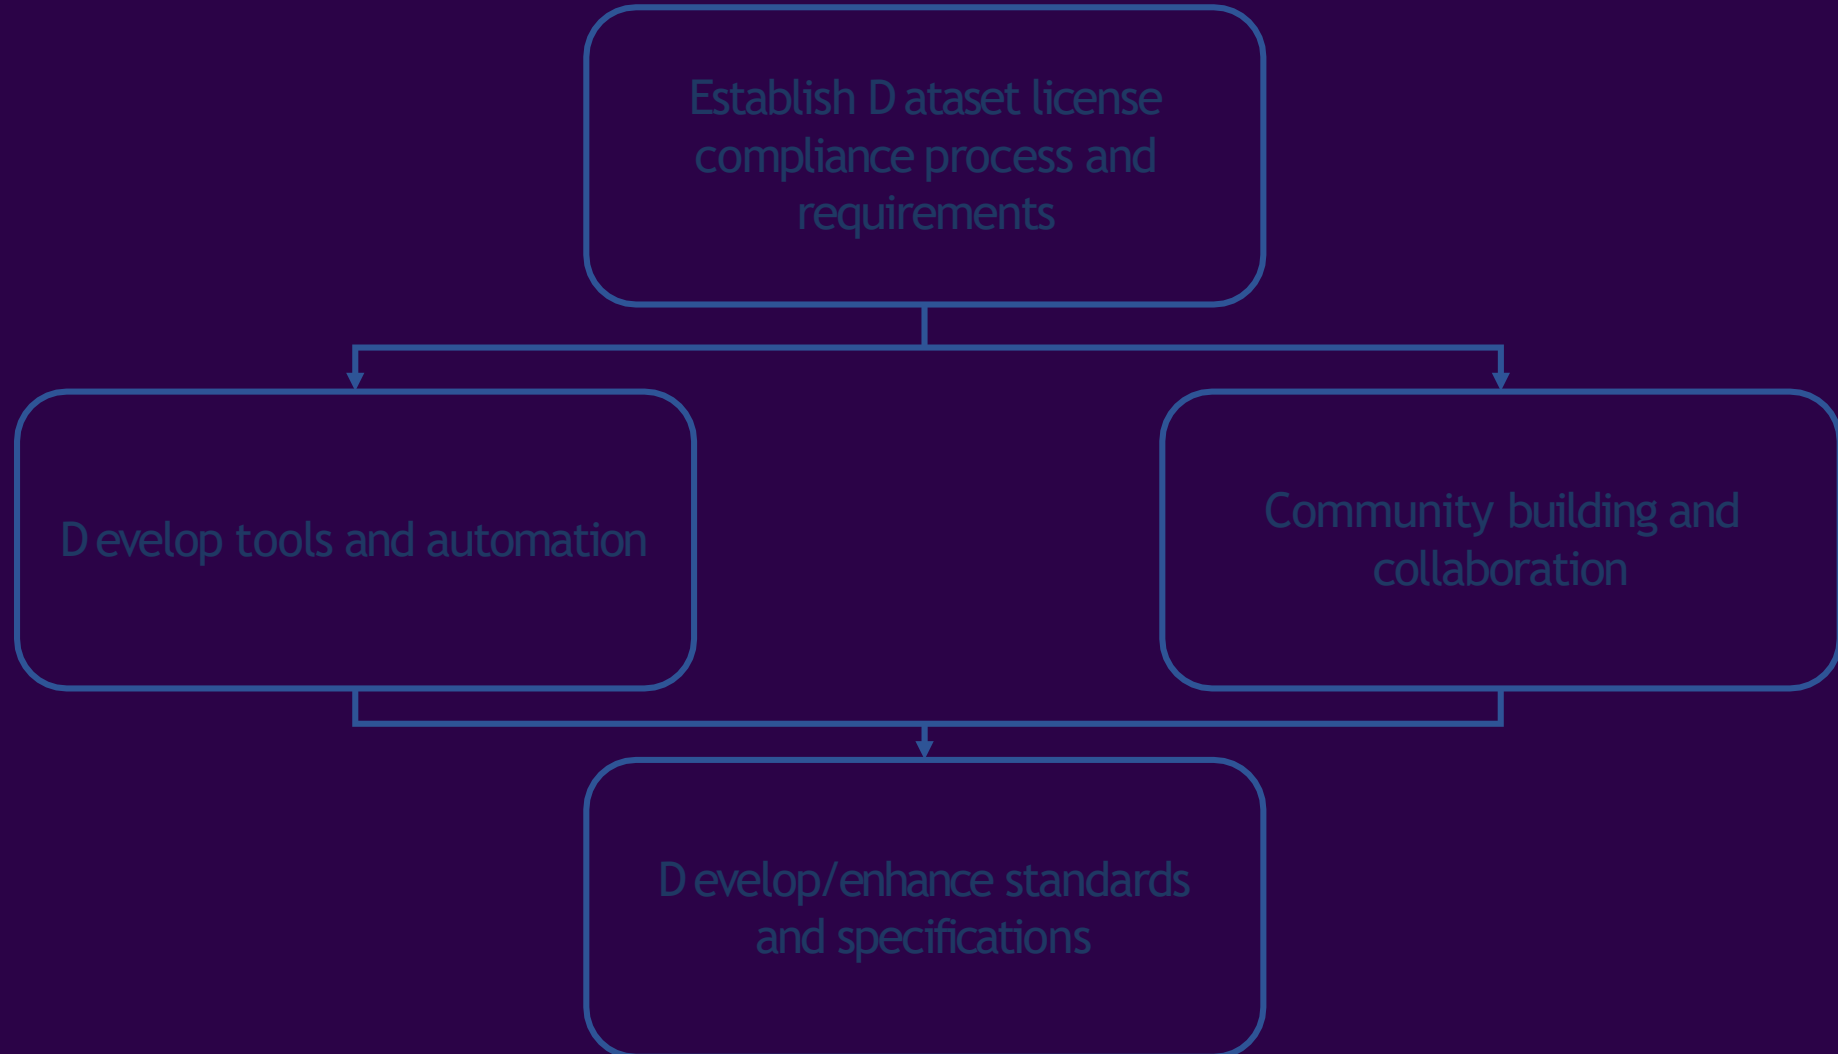 Establish Dataset license
compliance process and
requirements
Develop tools and automation
Community building and
collaboration
Develop/enhance standards
and specifications